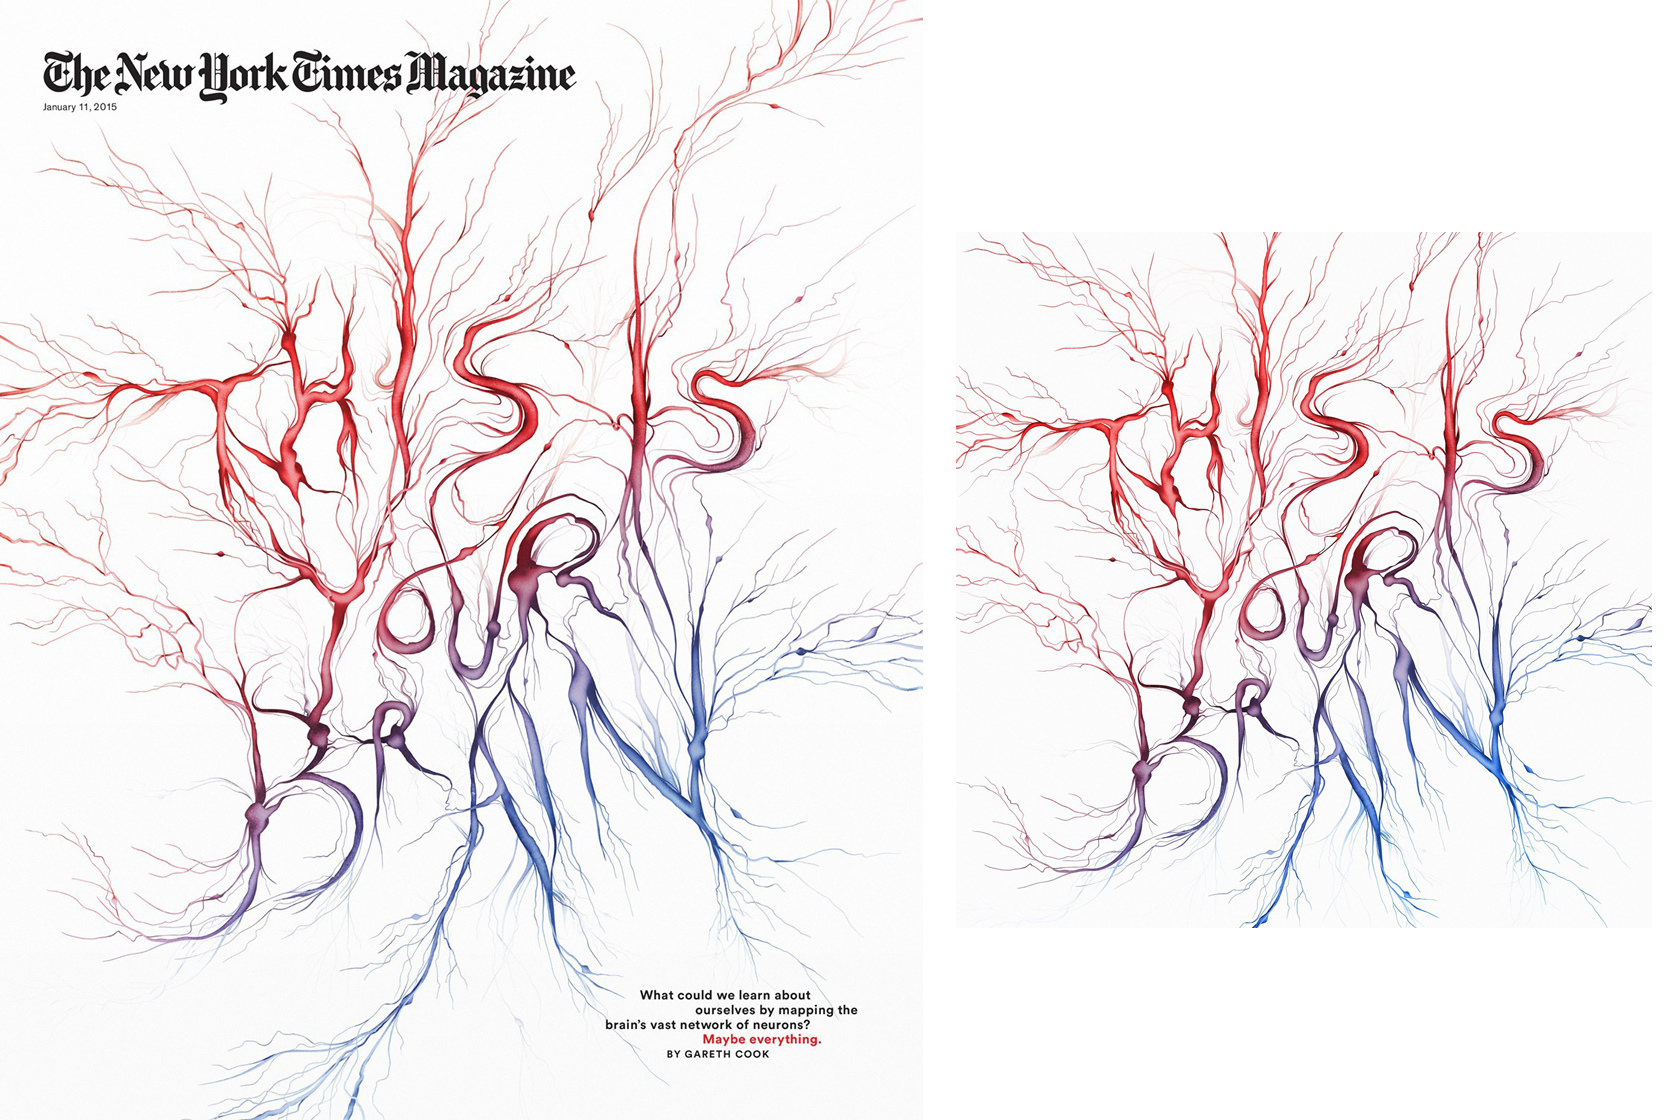 The New York Times Magazine
January 11, 2015
THIS IS
YOUR
BRAIN
What could we learn about
ourselves by mapping the
brain's vast network of neurons?
Maybe everything.
BY GARETH COOK
THIS IS
YOUR
BRAIN